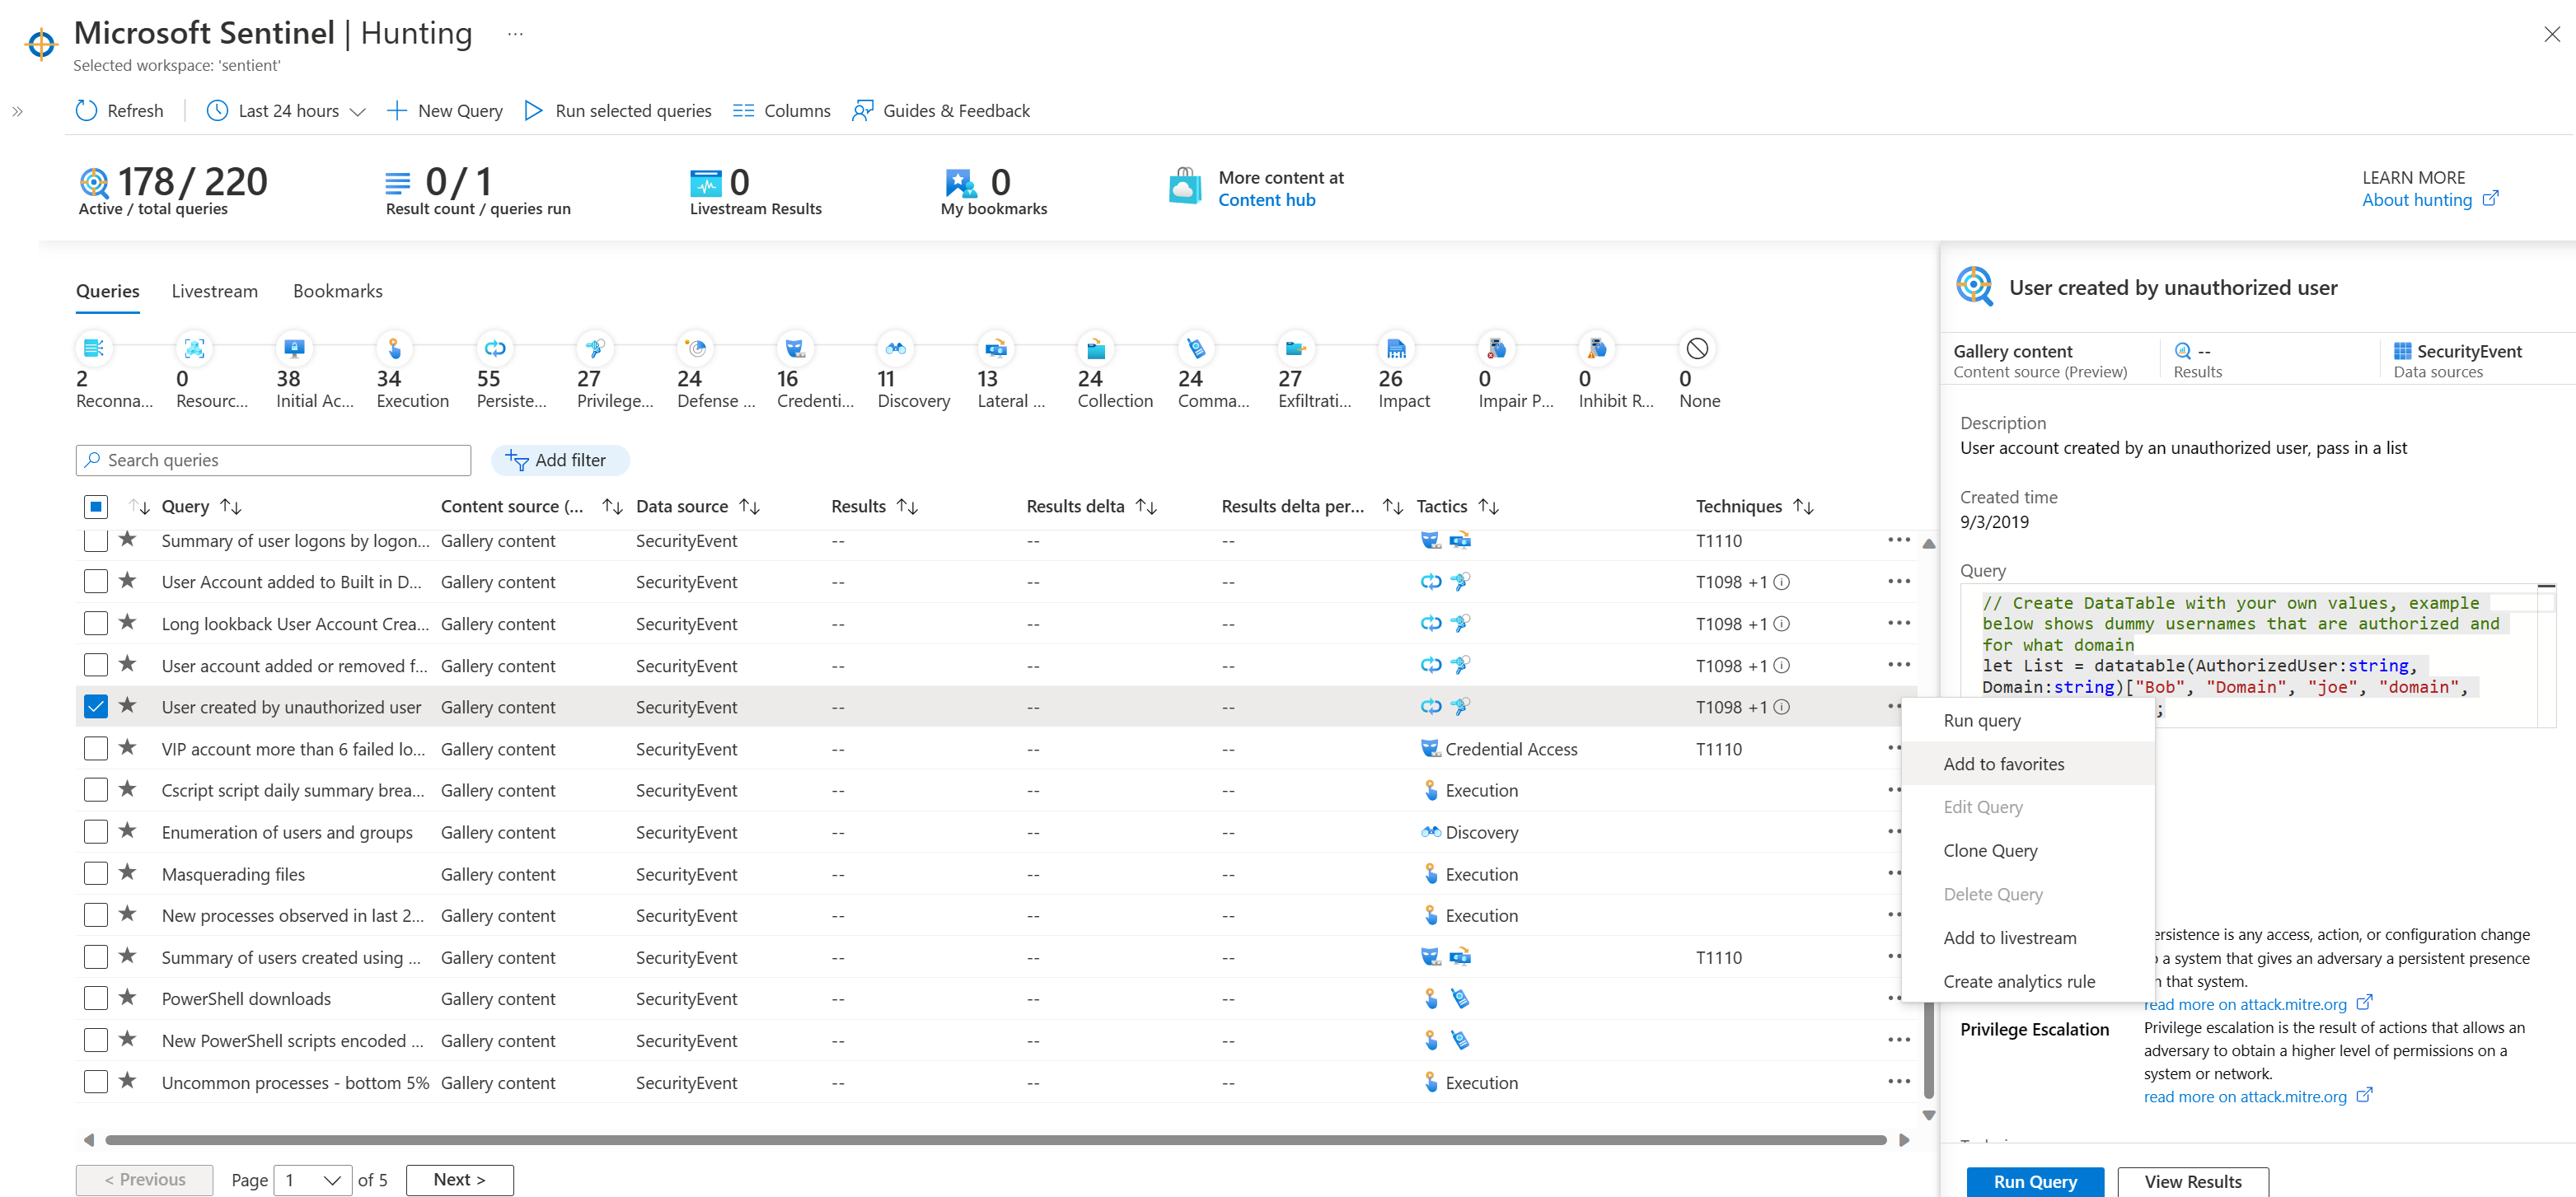 Microsoft Sentinel | Hunting ...
Selected workspace: 'sentient'
Refresh Last 24 hours New Query Run selected queries Columns Guides & Feedback
178 / 220
Active / total queries
0 / 1
Result count / queries run
0
Livestream Results
0
My bookmarks
More content at
Content hub
LEARN MORE
About hunting
Queries Livestream Bookmarks
2 0 38 34 55 27 24 16 11 13 24 24 27 26 0 0 0
Reconna... Resourc... Initial Ac... Execution Persiste... Privilege... Defense ... Credenti... Discovery Lateral ... Collection Comma... Exfiltrati... Impact Impair P... Inhibit R... None
Search queries Add filter
Query Content source (... Data source Results Results delta Results delta per... Tactics Techniques
Summary of user logons by logon... Gallery content SecurityEvent -- -- -- T1110 ...
User Account added to Built in D... Gallery content SecurityEvent -- -- -- T1098 +1 ...
Long lookback User Account Crea... Gallery content SecurityEvent -- -- -- T1098 +1 ...
User account added or removed f... Gallery content SecurityEvent -- -- -- T1098 +1 ...
User created by unauthorized user Gallery content SecurityEvent -- -- -- T1098 +1
VIP account more than 6 failed lo... Gallery content SecurityEvent -- -- -- Credential Access T1110
Cscript script daily summary brea... Gallery content SecurityEvent -- -- -- Execution
Enumeration of users and groups Gallery content SecurityEvent -- -- -- Discovery
Masquerading files Gallery content SecurityEvent -- -- -- Execution
New processes observed in last 2... Gallery content SecurityEvent -- -- -- Execution
Summary of users created using ... Gallery content SecurityEvent -- -- -- T1110
PowerShell downloads Gallery content SecurityEvent -- -- --
New PowerShell scripts encoded ... Gallery content SecurityEvent -- -- -- ...
Uncommon processes - bottom 5% Gallery content SecurityEvent -- -- -- Execution ...
< Previous Page 1 of 5 Next >
Run query
Add to favorites
Edit Query
Clone Query
Delete Query
Add to livestream
Create analytics rule
User created by unauthorized user
Gallery content
Content source (Preview)
--
Results
SecurityEvent
Data sources
Description
User account created by an unauthorized user, pass in a list
Created time
9/3/2019
Query
// Create DataTable with your own values, example
below shows dummy usernames that are authorized and
for what domain
let List = datatable(AuthorizedUser:string,
Domain:string)["Bob", "Domain", "joe", "domain",
;
ersistence is any access, action, or configuration change
a system that gives an adversary a persistent presence
n that system.
read more on attack.mitre.org
Privilege Escalation
Privilege escalation is the result of actions that allows an
adversary to obtain a higher level of permissions on a
system or network.
read more on attack.mitre.org
Run Query View Results